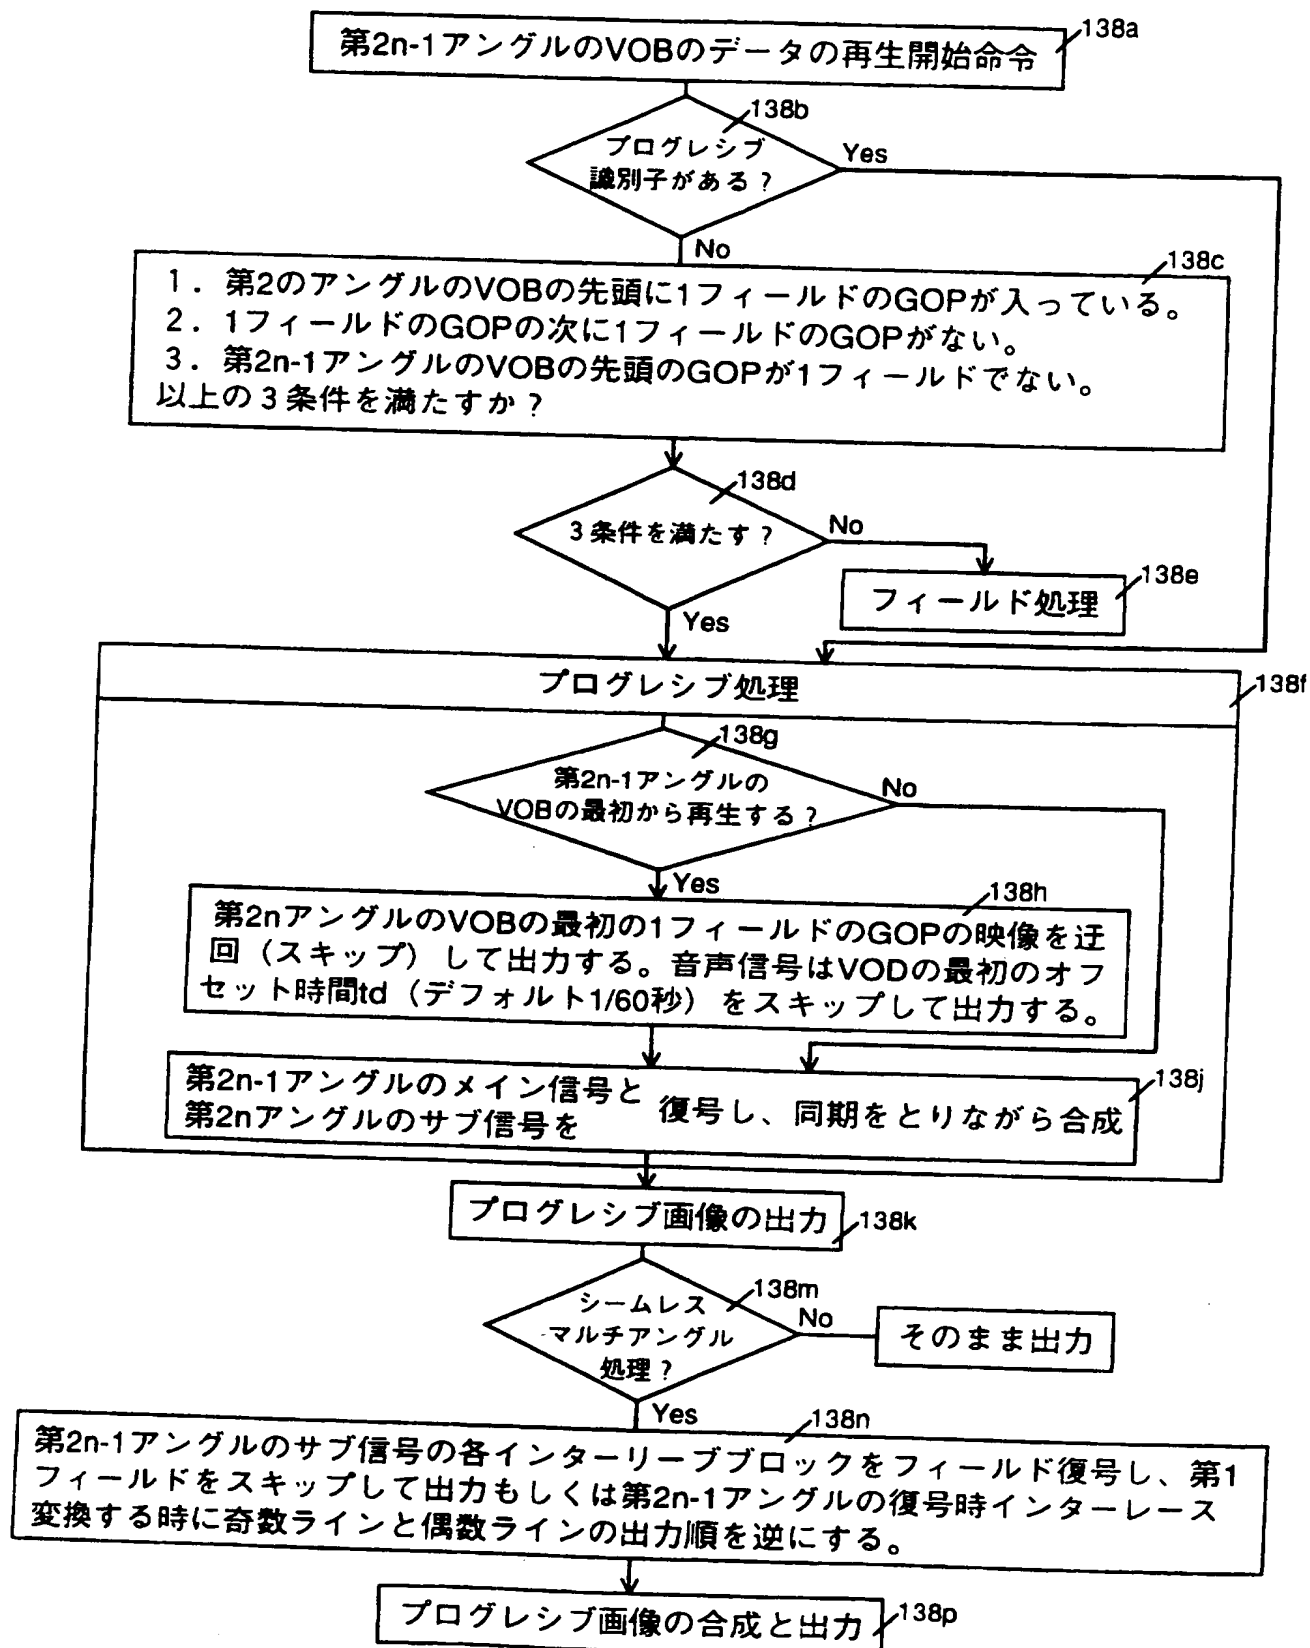 第2n-1アングルのVOBのデータの再生開始命令
138a
138b
プログレシブ
識別子がある？
Yes
No
138c
1．第2のアングルのVOBの先頭に1フィールドのGOPが入っている。
2．1フィールドのGOPの次に1フィールドのGOPがない。
3．第2n-1アングルのVOBの先頭のGOPが1フィールドでない。
以上の3条件を満たすか？
138d
3条件を満たす？
No
138e
フィールド処理
Yes
プログレシブ処理
138f
138g
第2n-1アングルの
VOBの最初から再生する？
No
Yes
138h
第2nアングルのVOBの最初の1フィールドのGOPの映像を迂
回（スキップ）して出力する。音声信号はVODの最初のオフ
セット時間td（デフォルト1/60秒）をスキップして出力する。
138j
第2n-1アングルのメイン信号と
第2nアングルのサブ信号を
復号し、同期をとりながら合成
プログレシブ画像の出力
138k
138m
シームレス
マルチアングル
処理？
No
そのまま出力
Yes
138n
第2n-1アングルのサブ信号の各インターリーブブロックをフィールド復号し、第1
フィールドをスキップして出力もしくは第2n-1アングルの復号時インターレース
変換する時に奇数ラインと偶数ラインの出力順を逆にする。
プログレシブ画像の合成と出力
138p